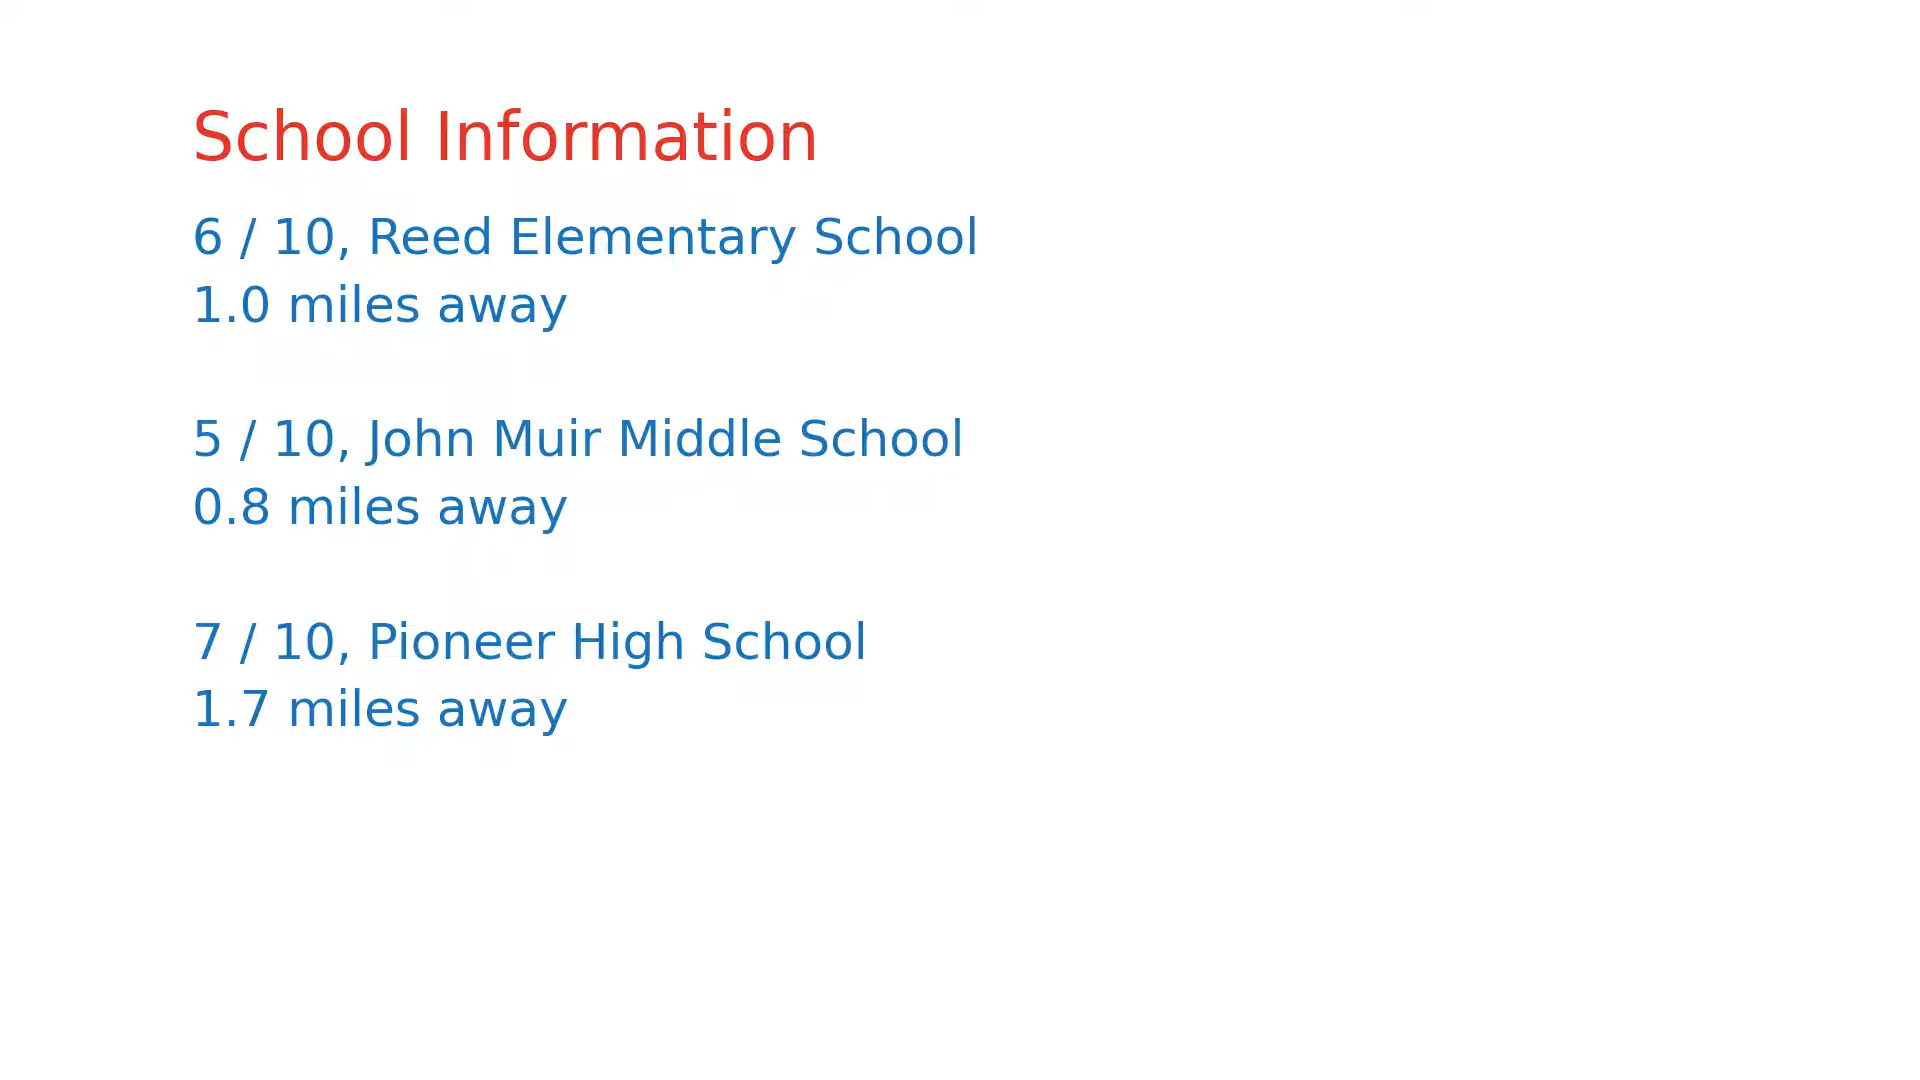 School Information
6 / 10, Reed Elementary School
1.0 miles away
5 / 10, John Muir Middle School
0.8 miles away
7 / 10, Pioneer High School
1.7 miles away